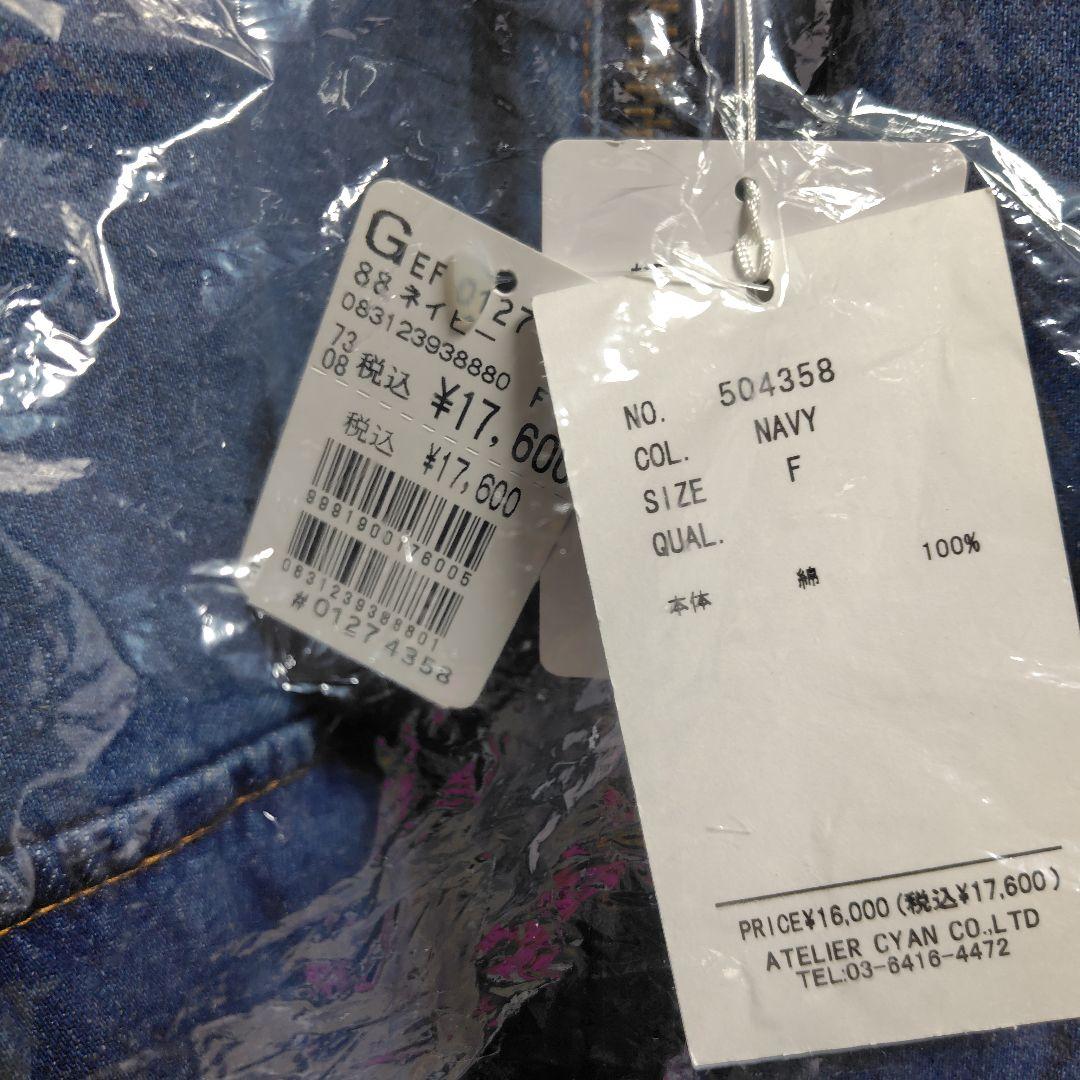 GEF 0127
88 ネイビー
083123938880 F
73
08 税込 ¥17,600
税込 ¥17,600
9981900176005
0831239388801
#01274358
NO. 504358
COL. NAVY
SIZE F
QUAL.
本体 綿 100%
PRICE¥16,000(税込¥17,600)
ATELIER CYAN CO.,LTD
TEL:03-6416-4472